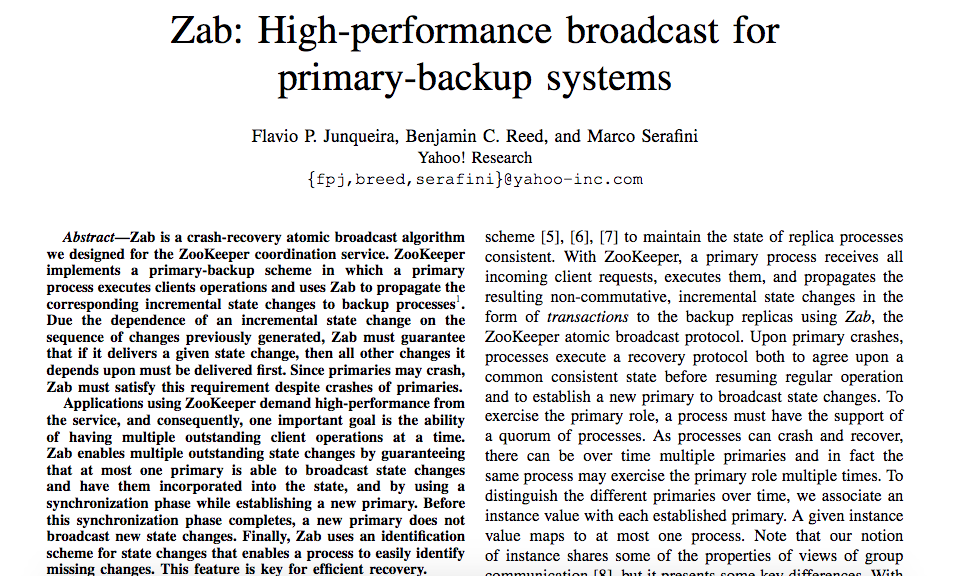 Zab: High-performance broadcast for
primary-backup systems
Flavio P. Junqueira, Benjamin C. Reed, and Marco Serafini
Yahoo! Research
{fpj,breed,serafini}@yahoo-inc.com
Abstract—Zab is a crash-recovery atomic broadcast algorithm
we designed for the ZooKeeper coordination service. ZooKeeper
implements a primary-backup scheme in which a primary
process executes clients operations and uses Zab to propagate the
corresponding incremental state changes to backup processes1.
Due the dependence of an incremental state change on the
sequence of changes previously generated, Zab must guarantee
that if it delivers a given state change, then all other changes it
depends upon must be delivered first. Since primaries may crash,
Zab must satisfy this requirement despite crashes of primaries.
Applications using ZooKeeper demand high-performance from
the service, and consequently, one important goal is the ability
of having multiple outstanding client operations at a time.
Zab enables multiple outstanding state changes by guaranteeing
that at most one primary is able to broadcast state changes
and have them incorporated into the state, and by using a
synchronization phase while establishing a new primary. Before
this synchronization phase completes, a new primary does not
broadcast new state changes. Finally, Zab uses an identification
scheme for state changes that enables a process to easily identify
missing changes. This feature is key for efficient recovery.
scheme [5], [6], [7] to maintain the state of replica processes
consistent. With ZooKeeper, a primary process receives all
incoming client requests, executes them, and propagates the
resulting non-commutative, incremental state changes in the
form of transactions to the backup replicas using Zab, the
ZooKeeper atomic broadcast protocol. Upon primary crashes,
processes execute a recovery protocol both to agree upon a
common consistent state before resuming regular operation
and to establish a new primary to broadcast state changes. To
exercise the primary role, a process must have the support of
a quorum of processes. As processes can crash and recover,
there can be over time multiple primaries and in fact the
same process may exercise the primary role multiple times. To
distinguish the different primaries over time, we associate an
instance value with each established primary. A given instance
value maps to at most one process. Note that our notion
of instance shares some of the properties of views of group
communication [8], but it presents some key differences. With